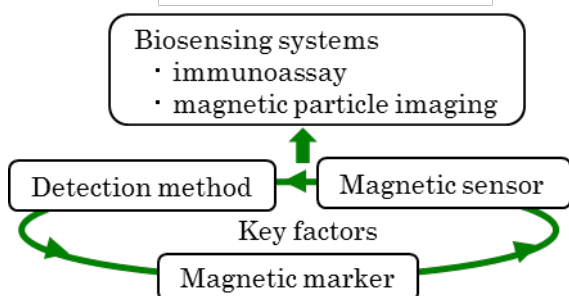 Biosensing systems
・immunoassay
・magnetic particle imaging
Detection method
Magnetic sensor
Key factors
Magnetic marker